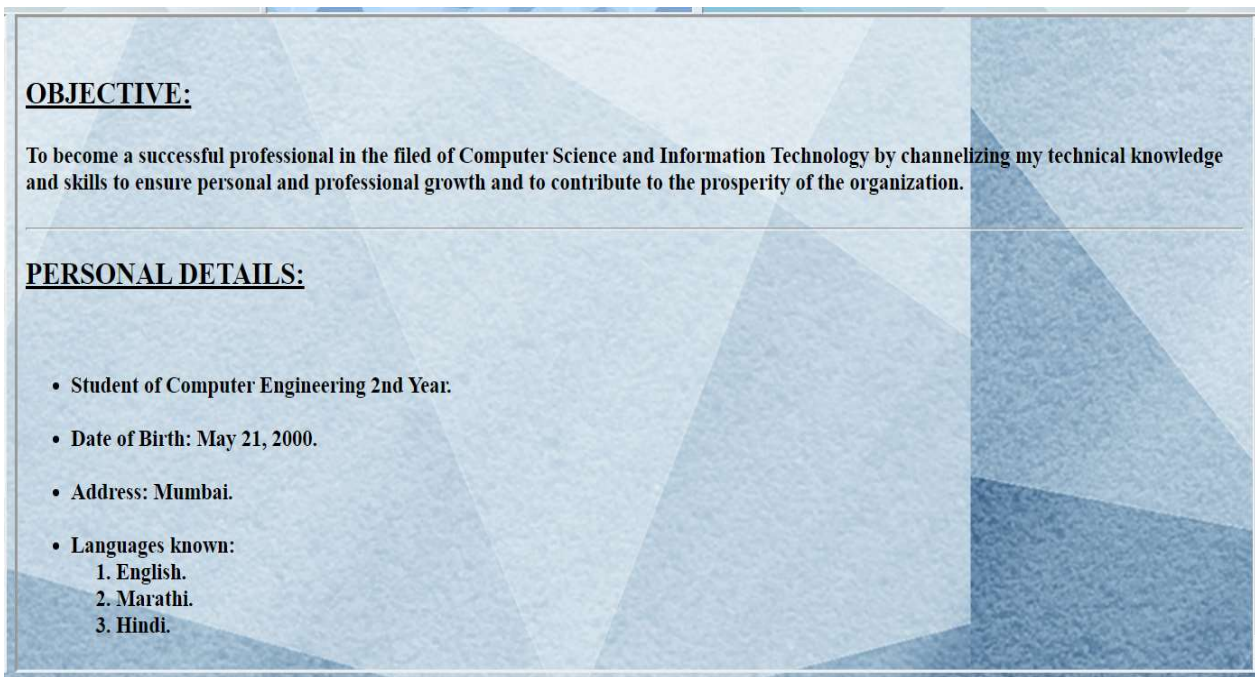 OBJECTIVE:
To become a successful professional in the filed of Computer Science and Information Technology by channelizing my technical knowledge
and skills to ensure personal and professional growth and to contribute to the prosperity of the organization.
PERSONAL DETAILS:
• Student of Computer Engineering 2nd Year.
• Date of Birth: May 21, 2000.
• Address: Mumbai.
• Languages known:
1. English.
2. Marathi.
3. Hindi.